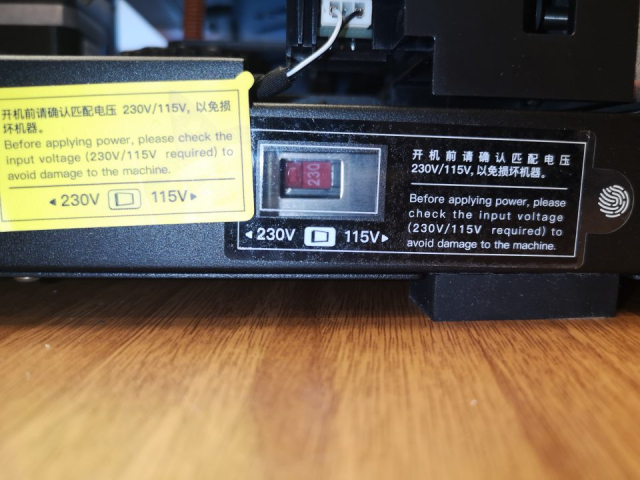 开机前请确认匹配电压 230V/115V, 以免损
坏机器。
Before applying power, please check the
input voltage (230V/115V required) to
avoid damage to the machine.
◂ 230V 115V ▸
230
◂ 230V 115V ▸
开机前请确认匹配电压
230V/115V, 以免损坏机器。
Before applying power, please
check the input voltage
(230V/115V required) to
avoid damage to the machine.